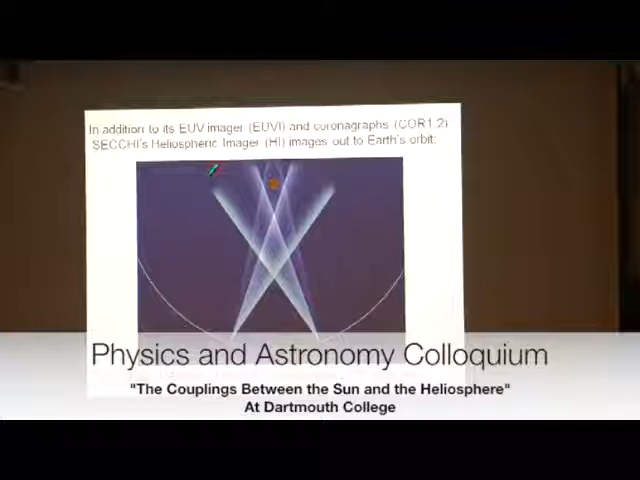 In addition to its EUV imager (EUVI) and coronagraphs (COR1,2)
SECCHI's Heliospheric Imager (HI) images out to Earth's orbit:
Physics and Astronomy Colloquium
"The Couplings Between the Sun and the Heliosphere"
At Dartmouth College